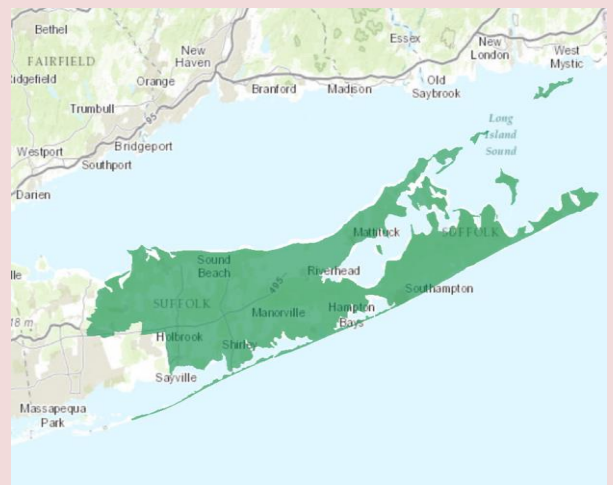 Bethel
Essex
New
London
West
Mystic
New
Haven
FAIRFIELD
idgefield
Orange
Branford
Madison
Old
Saybrook
Trumbull
95
Long
Island
Sound
Westport
Bridgeport
Southport
Darien
Mattituck
SUFFOLK
Sound
Beach
Riverhead
lle
495
Southampton
SUFFOLK
Manorville
Hampton
Bays
18 m
Holbrook
Shirley
Sayville
Massapequa
Park